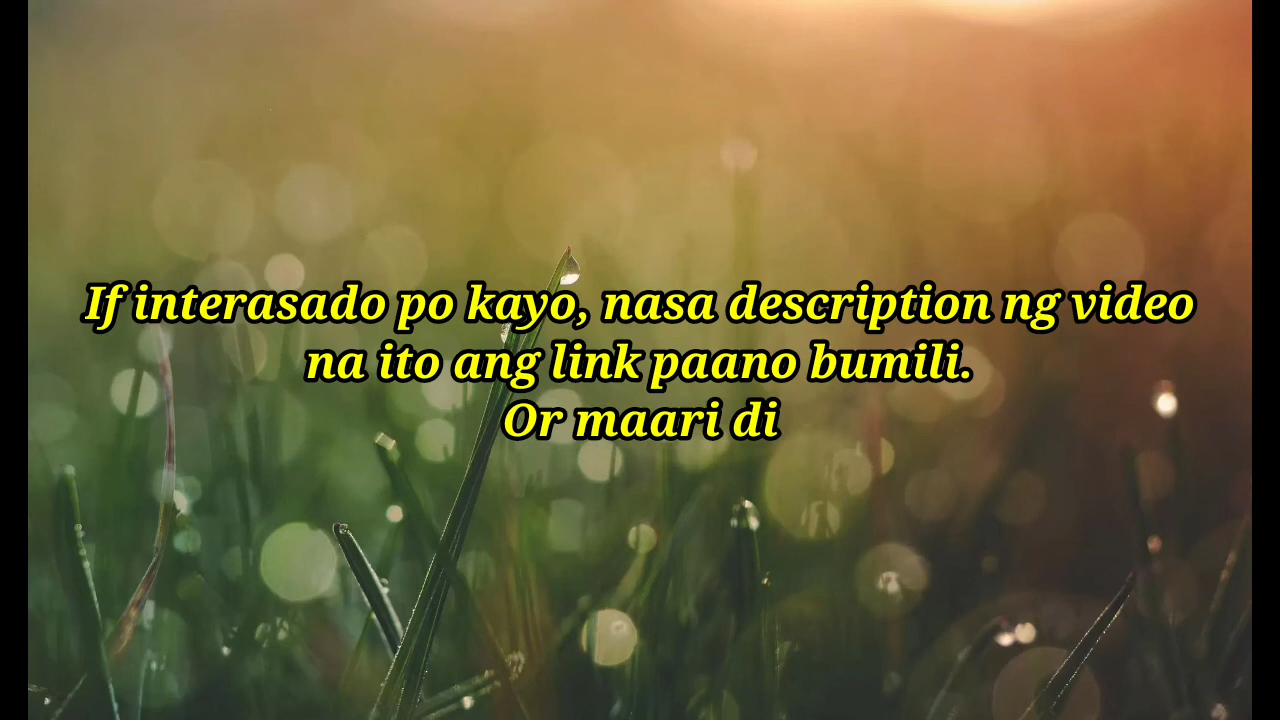 If interasado po kayo, nasa description ng video
na ito ang link paano bumili.
Or maari di